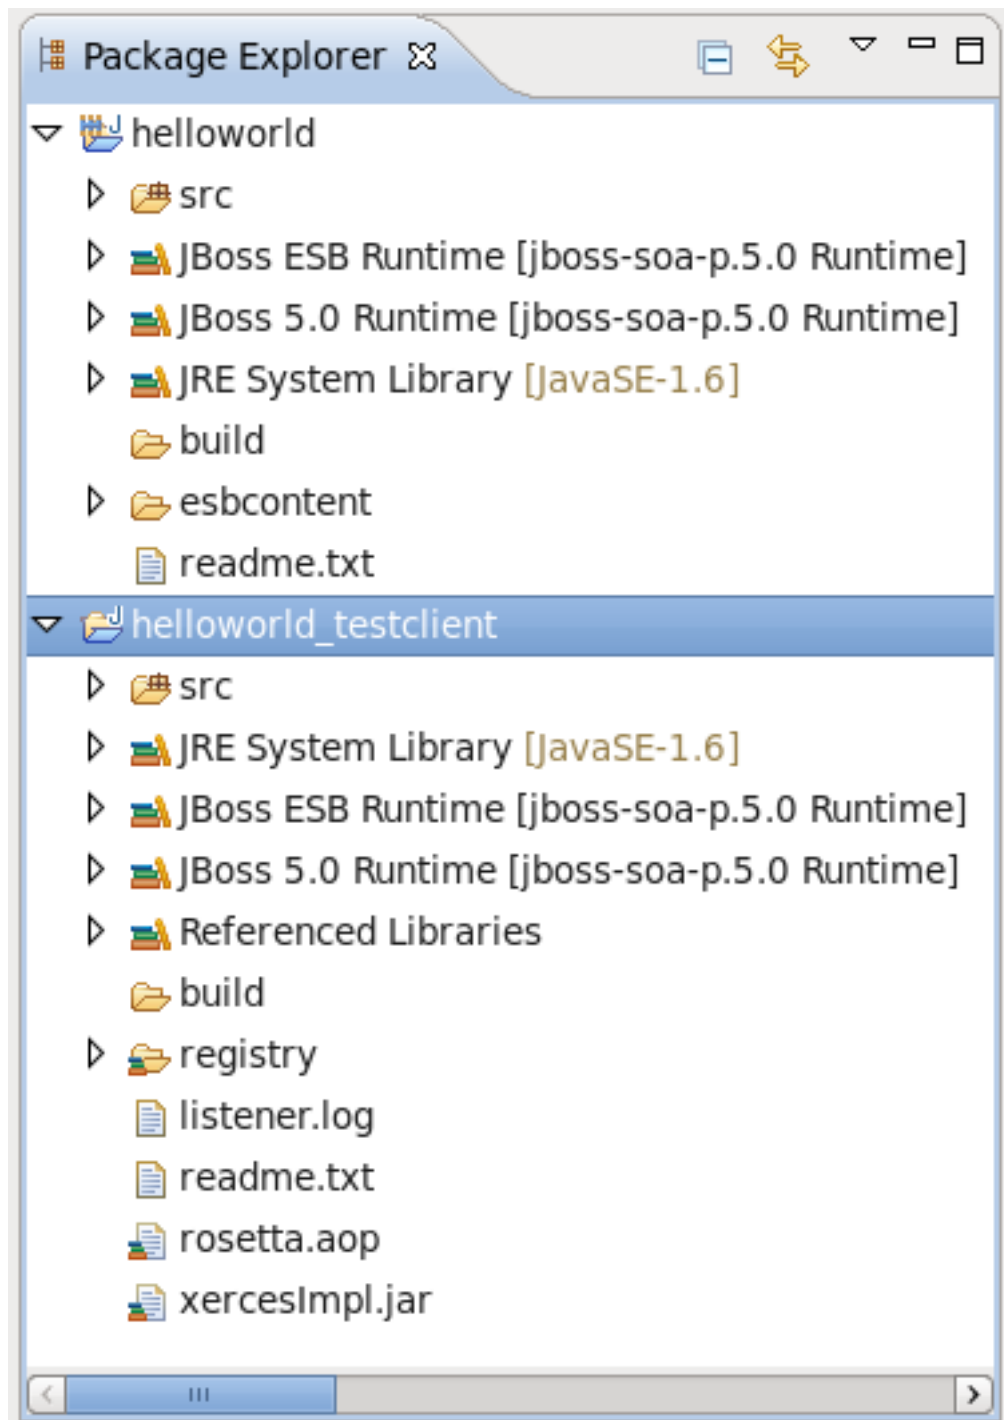 Package Explorer
helloworld
src
JBoss ESB Runtime [jboss-soa-p.5.0 Runtime]
JBoss 5.0 Runtime [jboss-soa-p.5.0 Runtime]
JRE System Library [JavaSE-1.6]
build
esbcontent
readme.txt
helloworld_testclient
src
JRE System Library [JavaSE-1.6]
JBoss ESB Runtime [jboss-soa-p.5.0 Runtime]
JBoss 5.0 Runtime [jboss-soa-p.5.0 Runtime]
Referenced Libraries
build
registry
listener.log
readme.txt
rosetta.aop
xercesImpl.jar